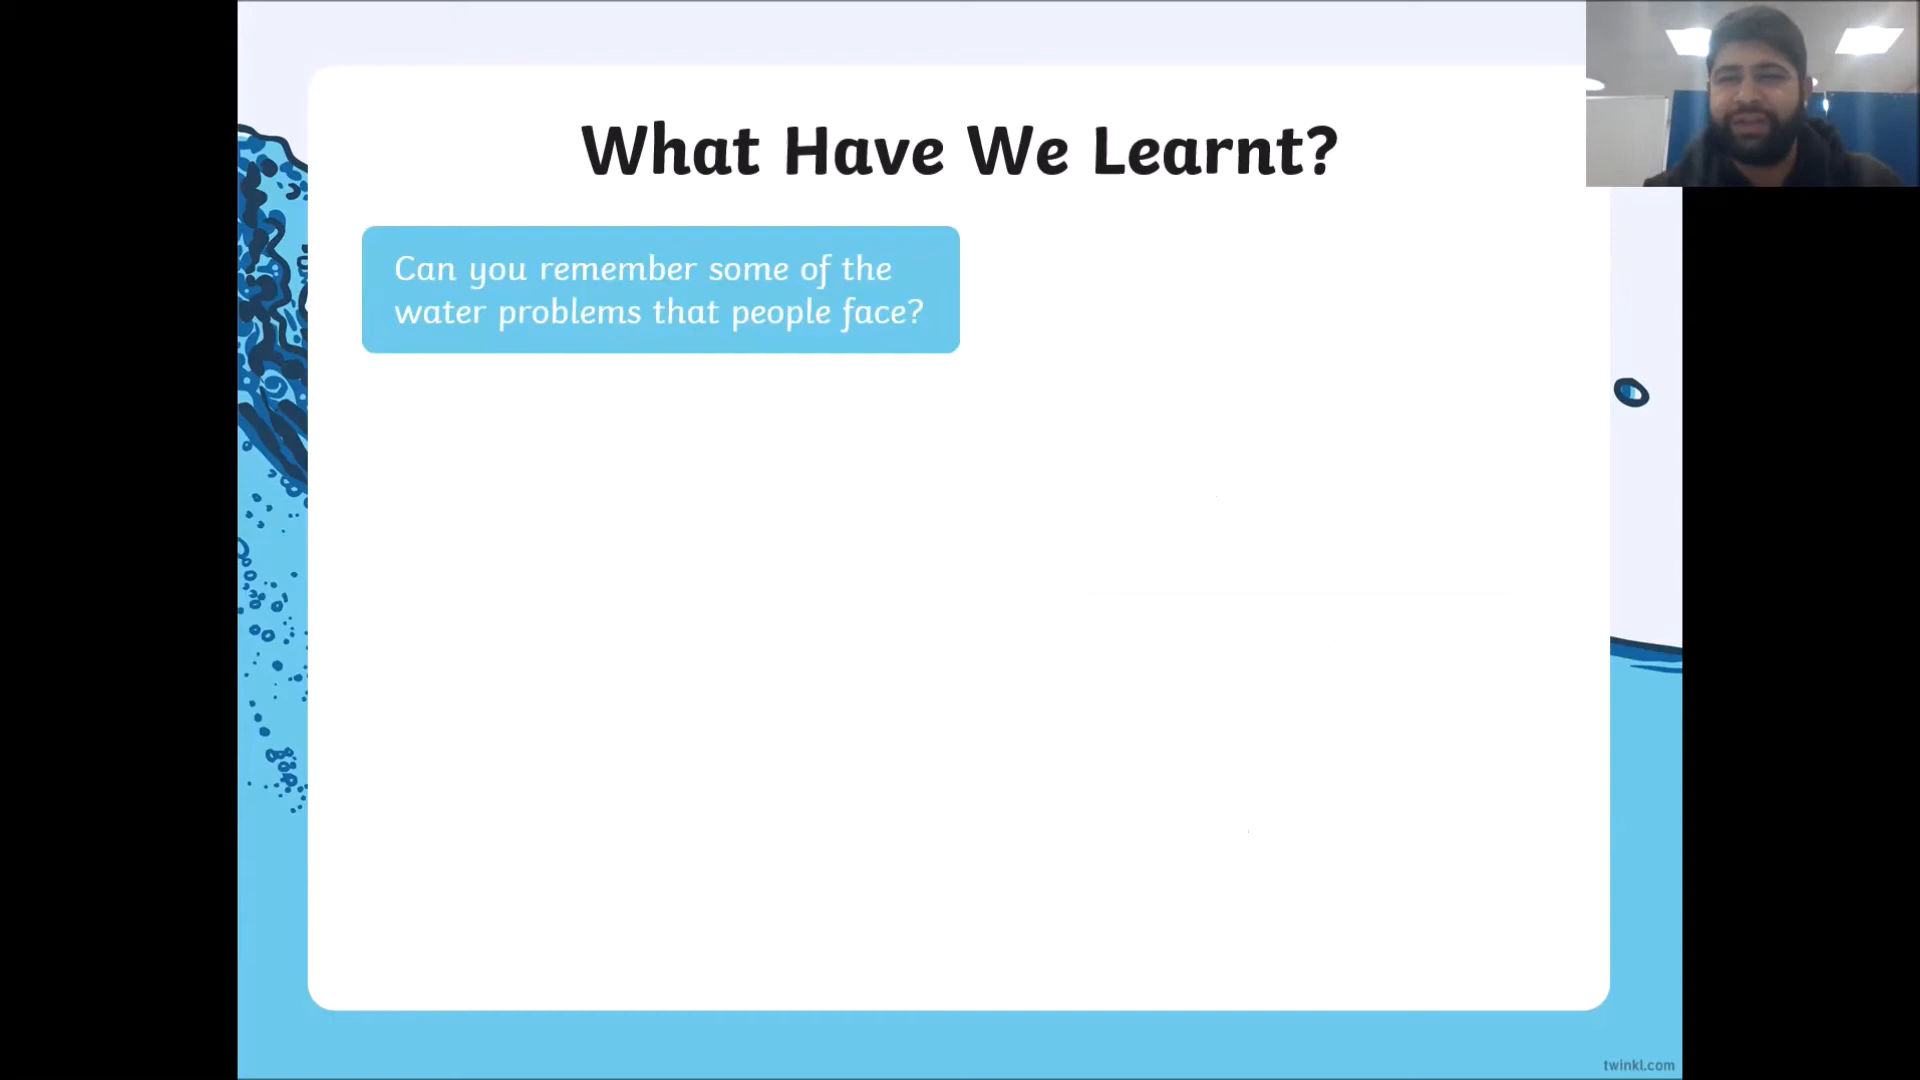 What Have We Learnt?
Can you remember some of the
water problems that people face?
twinkl.com